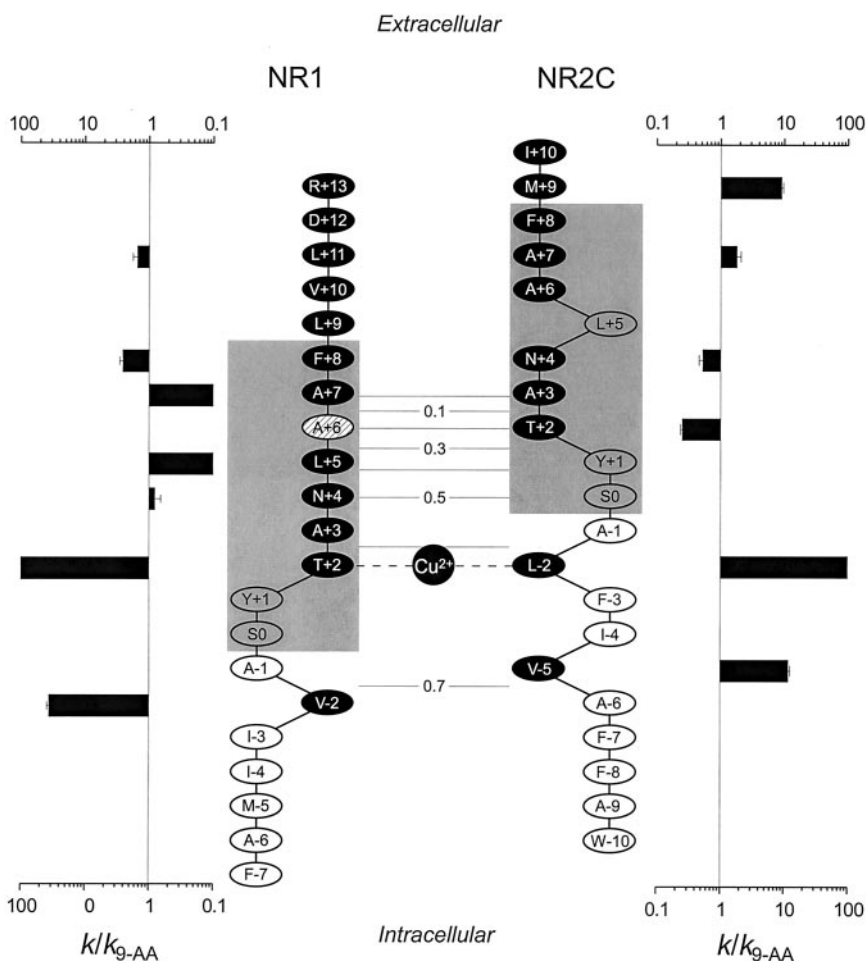 Extracellular
NR1 NR2C
100 10 1 0.1
0.1 1 10 100
I+10
R+13 M+9
D+12 F+8
L+11 A+7
V+10 A+6
L+9 L+5
F+8 N+4
A+7 A+3
0.1
A+6 T+2
0.3
L+5 Y+1
N+4 0.5 S0
A+3 A-1
T+2 Cu²⁺ L-2
Y+1 F-3
S0 I-4
A-1 V-5
0.7
V-2 A-6
I-3 F-7
I-4 F-8
M-5 A-9
A-6 W-10
F-7
100 0 1 0.1
0.1 1 10 100
k/k9-AA Intracellular k/k9-AA